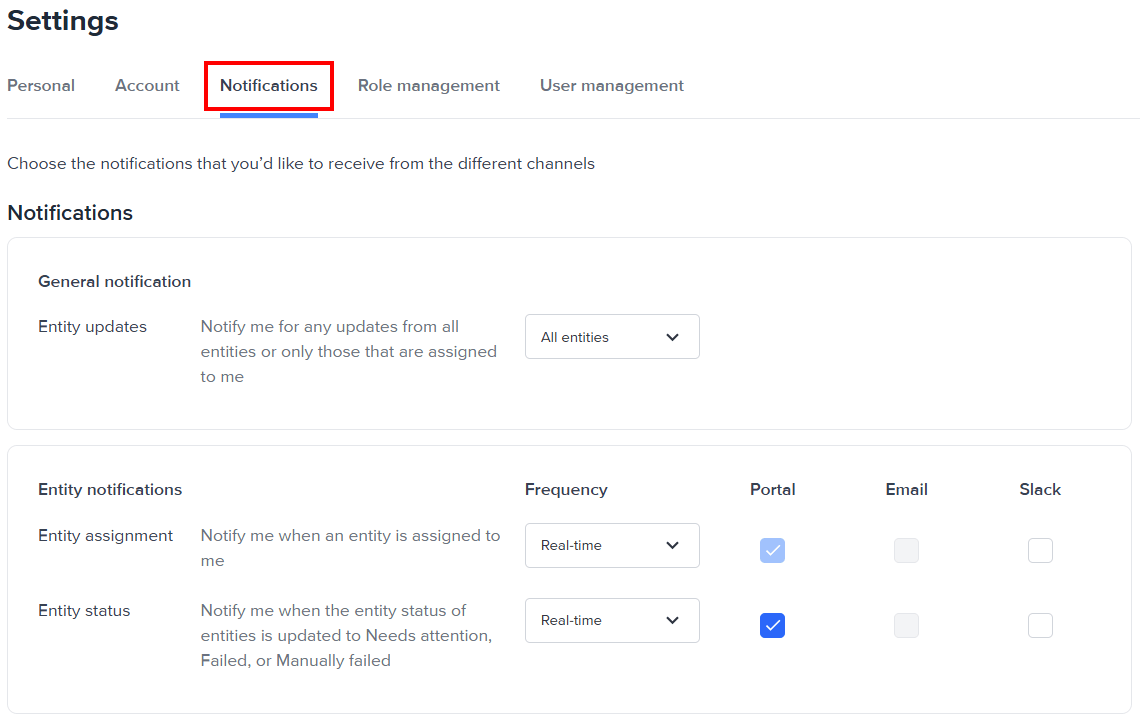 Settings
Personal Account Notifications Role management User management
Choose the notifications that you’d like to receive from the different channels
Notifications
General notification
Entity updates Notify me for any updates from all All entities
entities or only those that are assigned
to me
Entity notifications Frequency Portal Email Slack
Entity assignment Notify me when an entity is assigned to Real-time
me
Entity status Notify me when the entity status of Real-time
entities is updated to Needs attention,
Failed, or Manually failed